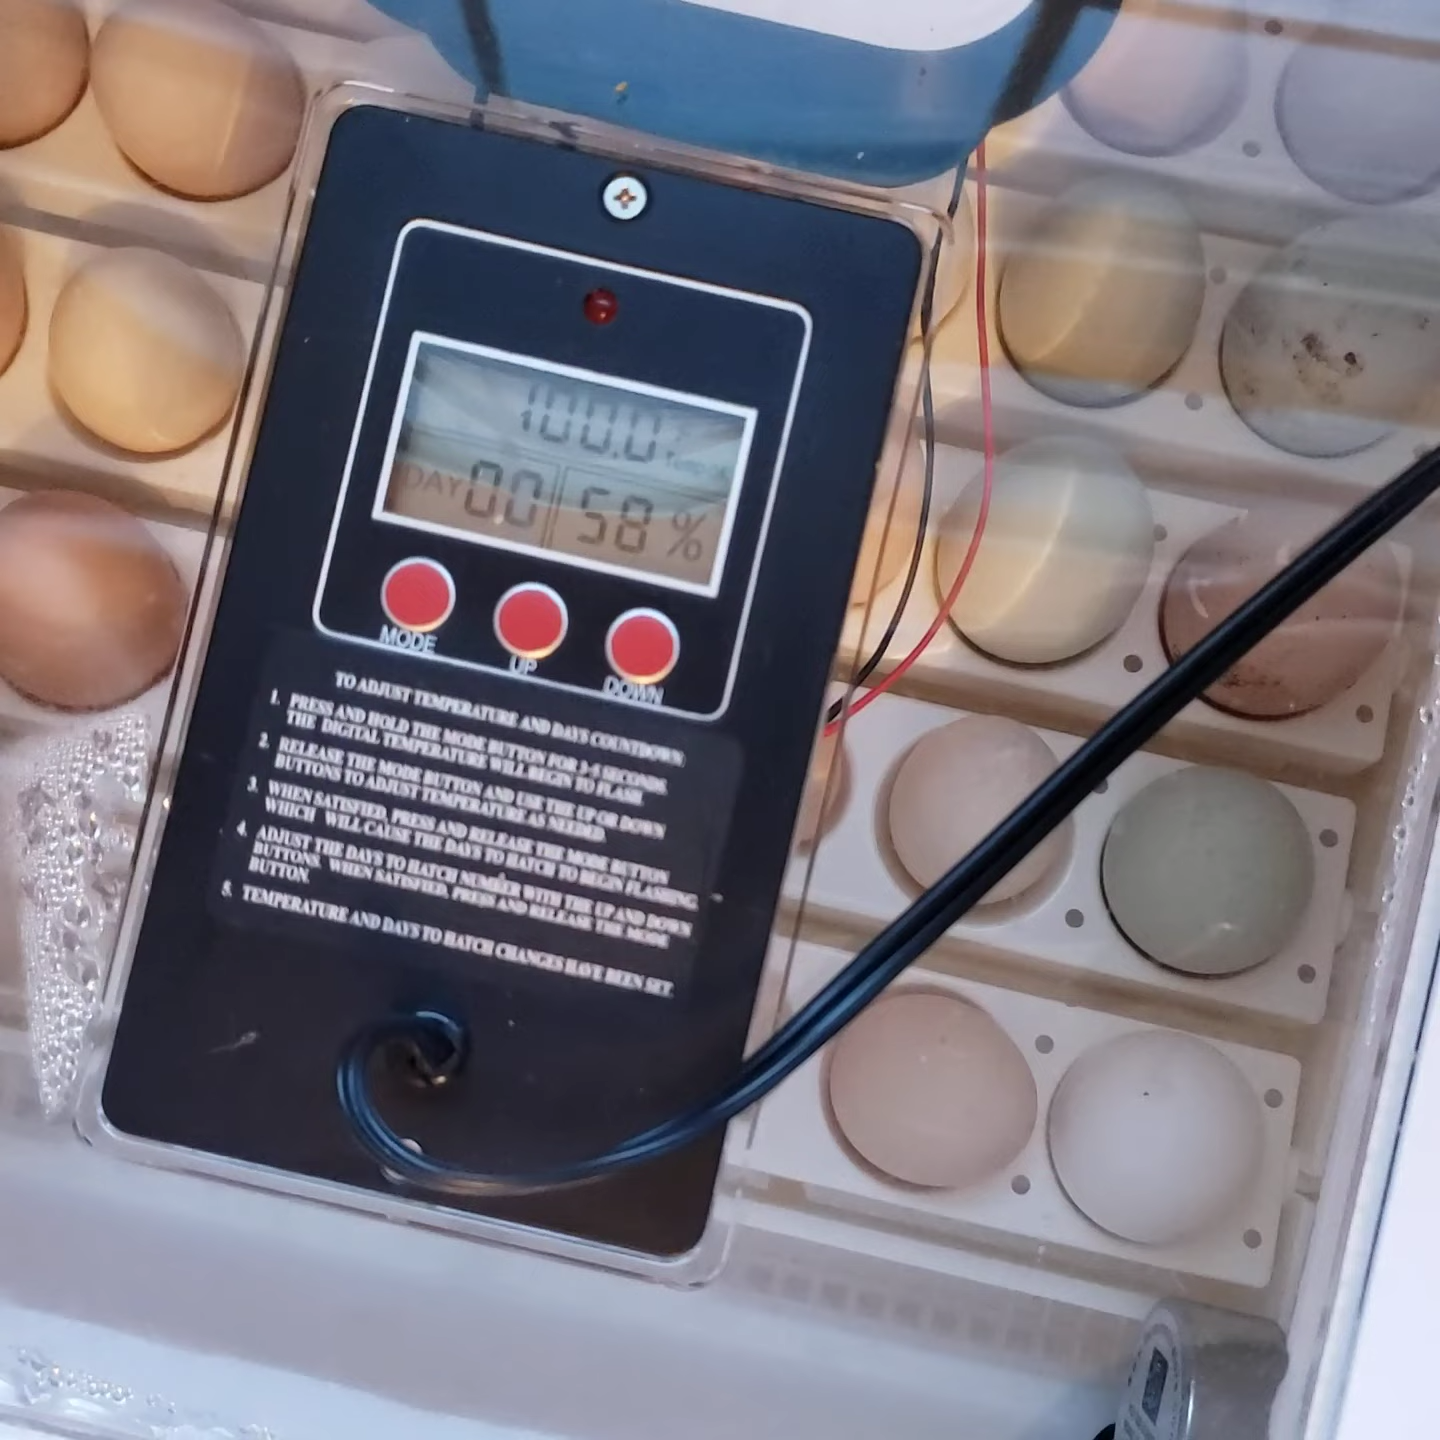 100.0
DAY 00 58 %
MODE UP DOWN
TO ADJUST TEMPERATURE AND DAYS COUNTDOWN:
1. PRESS AND HOLD THE MODE BUTTON FOR 3-5 SECONDS.
THE DIGITAL TEMPERATURE WILL BEGIN TO FLASH
2. RELEASE THE MODE BUTTON AND USE THE UP OR DOWN
BUTTONS TO ADJUST TEMPERATURE AS NEEDED.
3. WHEN SATISFIED, PRESS AND RELEASE THE MODE BUTTON
WHICH WILL CAUSE THE DAYS TO HATCH TO BEGIN FLASHING.
4. ADJUST THE DAYS TO HATCH NUMBER WITH THE UP AND DOWN
BUTTONS. WHEN SATISFIED, PRESS AND RELEASE THE MODE
BUTTON.
5. TEMPERATURE AND DAYS TO HATCH CHANGES HAVE BEEN SET.